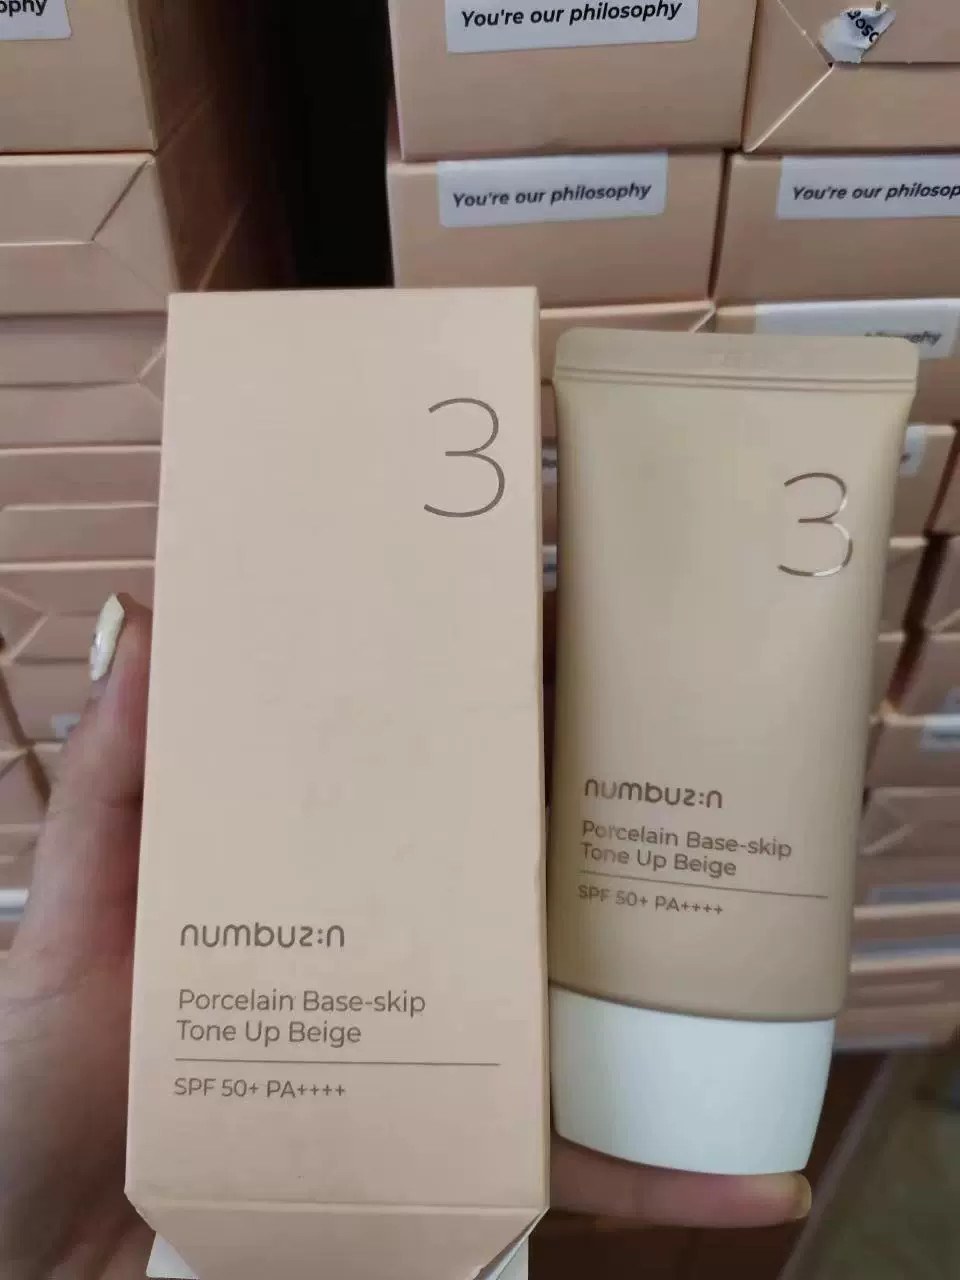 ophy
You're our philosophy
You're our philosophy
You're our philosop
3
numbuz:n
Porcelain Base-skip
Tone Up Beige
SPF 50+ PA++++
3
numbuz:n
Porcelain Base-skip
Tone Up Beige
SPF 50+ PA++++